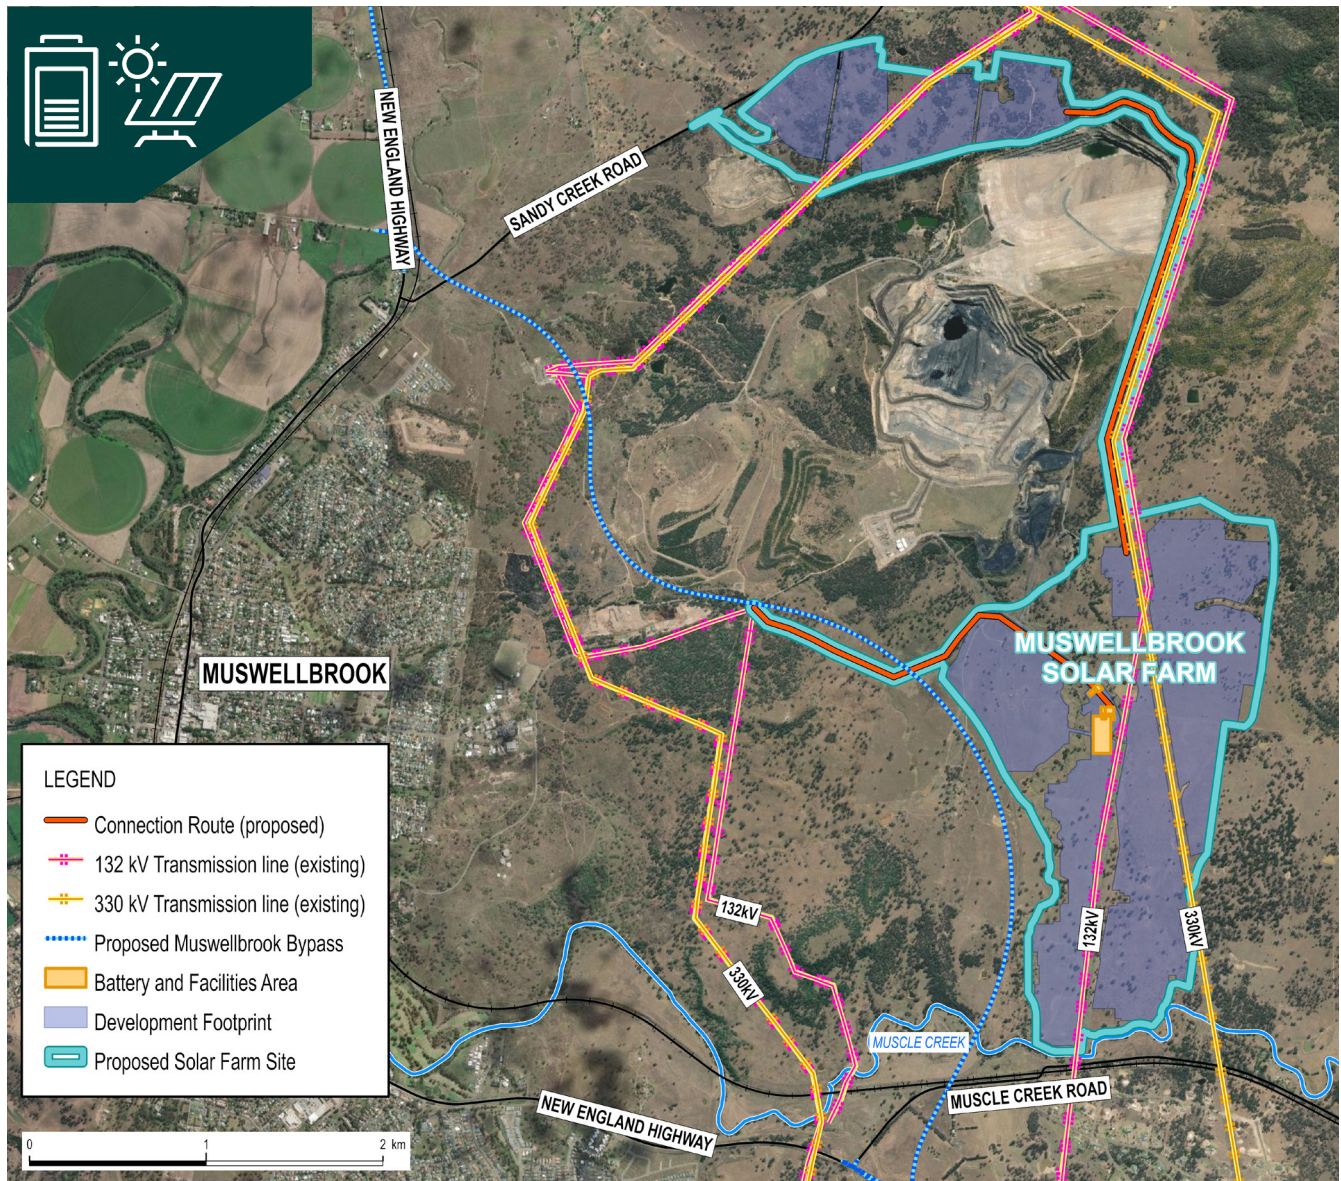 NEW ENGLAND HIGHWAY
SANDY CREEK ROAD
MUSWELLBROOK
SOLAR FARM
MUSWELLBROOK
LEGEND
Connection Route (proposed)
132 kV Transmission line (existing)
330 kV Transmission line (existing)
Proposed Muswellbrook Bypass
Battery and Facilities Area
Development Footprint
Proposed Solar Farm Site
132kV
330kV
132kV
330kV
MUSCLE CREEK
MUSCLE CREEK ROAD
NEW ENGLAND HIGHWAY
0 1 2 km